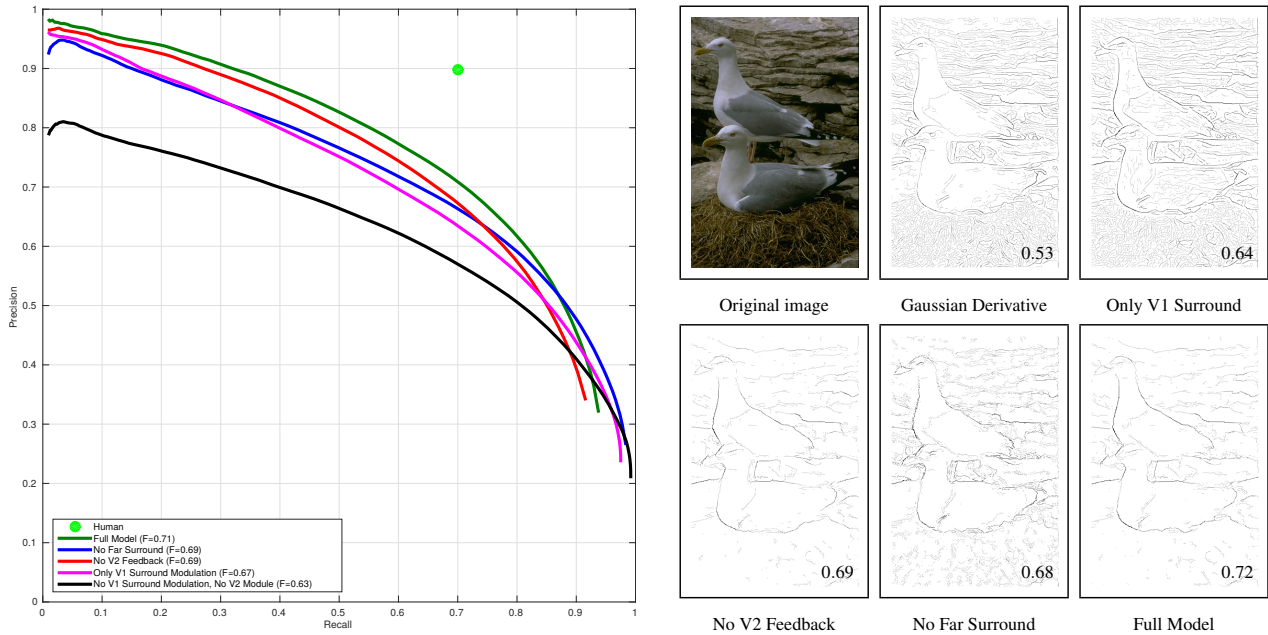 1
0.9
0.8
0.7
0.6
0.5
0.4
0.3
0.2
0.1
0
Precision
0 0.1 0.2 0.3 0.4 0.5 0.6 0.7 0.8 0.9 1
Recall
Human
Full Model (F=0.71)
No Far Surround (F=0.69)
No V2 Feedback (F=0.69)
Only V1 Surround Modulation (F=0.67)
No V1 Surround Modulation, No V2 Module (F=0.63)
0.53
0.64
Original image
Gaussian Derivative
Only V1 Surround
0.69
0.68
0.72
No V2 Feedback
No Far Surround
Full Model